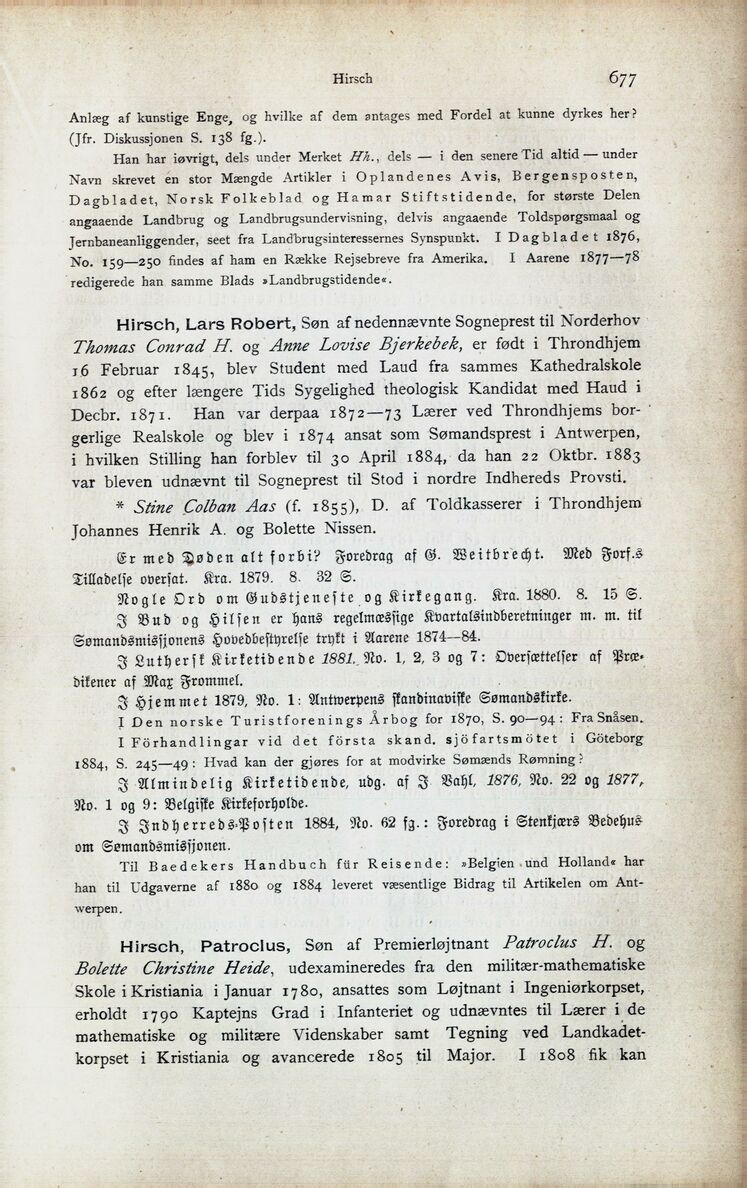 Hirsch 677
Anlæg af kunstige Enge, og hvilke af dem antages med Fordel at kunne dyrkes her?
(Jfr. Diskussjonen S. 138 fg.).
Han har iøvrigt, dels under Merket Hh., dels — i den senere Tid altid — under
Navn skrevet en stor Mængde Artikler i Oplandenes Avis, Bergensposten,
Dagbladet, Norsk Folkeblad og Hamar Stiftstidende, for største Delen
angaaende Landbrug og Landbrugsundervisning, delvis angaaende Toldspørgsmaal og
Jernbaneanliggender, seet fra Landbrugsinteressernes Synspunkt. I Dagbladet 1876,
No. 159—250 findes af ham en Række Rejsebreve fra Amerika. I Aarene 1877—78
redigerede han samme Blads »Landbrugstidende«.
Hirsch, Lars Robert, Søn af nedennævnte Sogneprest til Norderhov
Thomas Conrad H. og Anne Lovise Bjerkebek, er født i Throndhjem
16 Februar 1845, blev Student med Laud fra sammes Kathedralskole
1862 og efter længere Tids Sygelighed theologisk Kandidat med Haud i
Decbr. 1871. Han var derpaa 1872—73 Lærer ved Throndhjems bor-
gerlige Realskole og blev i 1874 ansat som Sømandsprest i Antwerpen,
i hvilken Stilling han forblev til 30 April 1884, da han 22 Oktbr. 1883
var bleven udnævnt til Sogneprest til Stod i nordre Indhereds Provsti.
* Stine Colban Aas (f. 1855), D. af Toldkasserer i Throndhjem
Johannes Henrik A. og Bolette Nissen.
Er med Døden alt forbi? Foredrag af G. Weitbrecht. Med Forf.s
Tilladelse oversat. Kra. 1879. 8. 32 S.
Nogle Ord om Gudstjeneste og Kirkegang. Kra. 1880. 8. 15 S.
I Bud og Hilsen er hans regelmæssige Kvartalsindberetninger m. m. til
Sømandsmissjonens Hovedbestyrelse trykt i Aarene 1874—84.
I Luthersk Kirketidende 1881. No. 1, 2, 3 og 7: Oversættelser af Præ-
dikener af Max Frommel.
I Hjemmet 1879, No. 1: Antwerpens skandinaviske Sømandskirke.
I Den norske Turistforenings Årbog for 1870, S. 90—94: Fra Snåsen.
I Förhandlingar vid det första skand. sjöfartsmötet i Göteborg
1884, S. 245—49: Hvad kan der gjøres for at modvirke Sømænds Rømning?
I Almindelig Kirketidende, udg. af J. Vahl, 1876, No. 22 og 1877,
No. 1 og 9: Belgiske Kirkeforholde.
I Indherreds-Posten 1884, No. 62 fg.: Foredrag i Stenkjærs Bedehus
om Sømandsmissjonen.
Til Baedekers Handbuch für Reisende: »Belgien und Holland« har
han til Udgaverne af 1880 og 1884 leveret væsentlige Bidrag til Artikelen om Ant-
werpen.
Hirsch, Patroclus, Søn af Premierløjtnant Patroclus H. og
Bolette Christine Heide, udexamineredes fra den militær-mathematiske
Skole i Kristiania i Januar 1780, ansattes som Løjtnant i Ingeniørkorpset,
erholdt 1790 Kaptejns Grad i Infanteriet og udnævntes til Lærer i de
mathematiske og militære Videnskaber samt Tegning ved Landkadet-
korpset i Kristiania og avancerede 1805 til Major. I 1808 fik kan